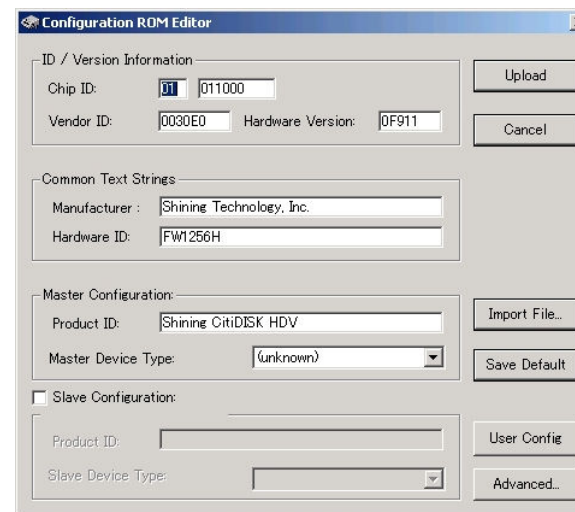 Configuration ROM Editor
ID / Version Information
Chip ID: 01 011000
Vendor ID: 0030E0 Hardware Version: 0F911
Upload
Cancel
Common Text Strings
Manufacturer : Shining Technology, Inc.
Hardware ID: FW1256H
Master Configuration:
Product ID: Shining CitiDISK HDV
Master Device Type: (unknown)
Import File...
Save Default
Slave Configuration:
Product ID:
Slave Device Type:
User Config
Advanced...